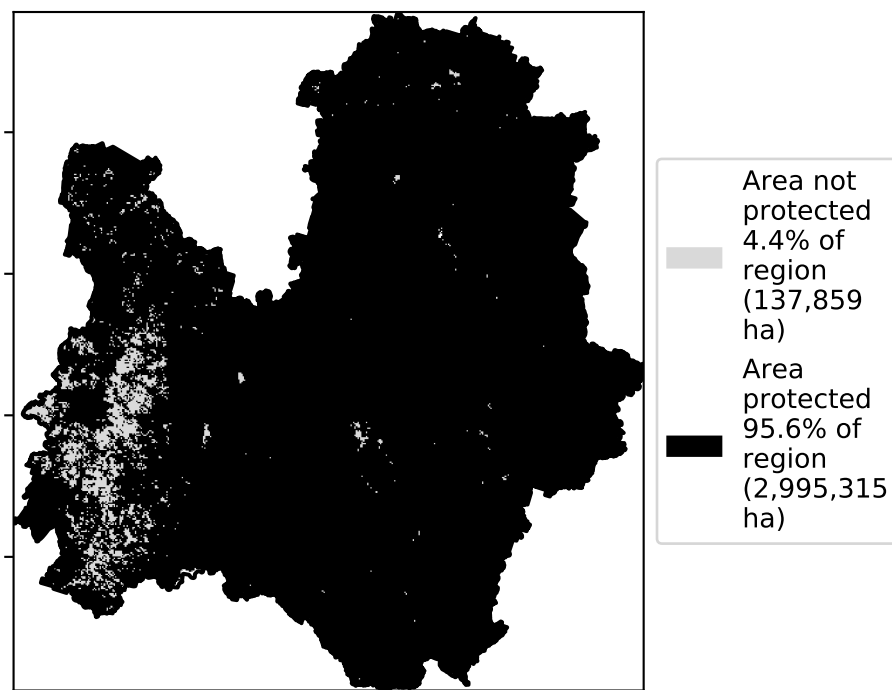 Area not
protected
4.4% of
region
(137,859
ha)
Area
protected
95.6% of
region
(2,995,315
ha)